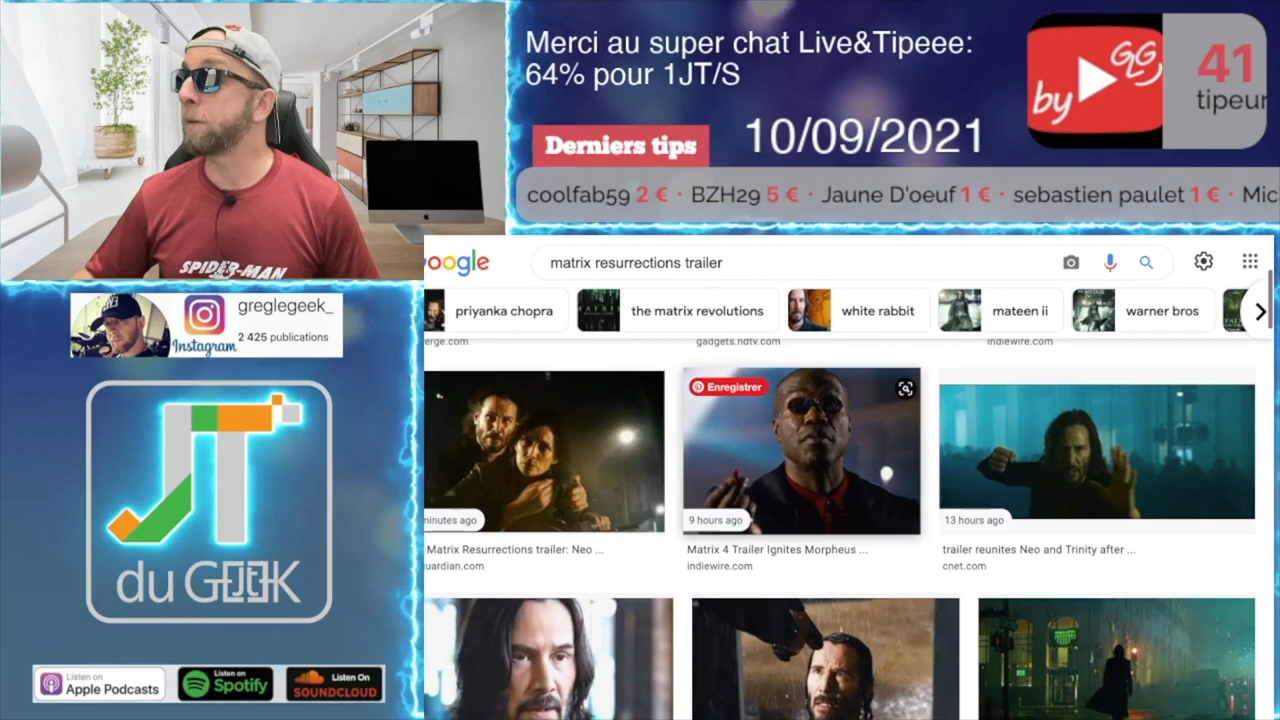 Merci au super chat Live&Tipeee:
64% pour 1JT/S
by GG
41
tipeur
Derniers tips
10/09/2021
coolfab59 2 € · BZH29 5 € · Jaune D'oeuf 1 € · sebastien paulet 1 € · Mic
SPIDER-MAN
greglegeek_
2 425 publications
Instagram
JT
du GEEK
Listen on
Apple Podcasts
Listen on
Spotify
Listen On
SOUNDCLOUD
oogle
matrix resurrections trailer
priyanka chopra
the matrix revolutions
white rabbit
mateen ii
warner bros
erge.com
gadgets.ndtv.com
indiewire.com
Enregistrer
minutes ago
9 hours ago
13 hours ago
Matrix Resurrections trailer: Neo ...
Matrix 4 Trailer Ignites Morpheus ...
trailer reunites Neo and Trinity after ...
uardian.com
indiewire.com
cnet.com